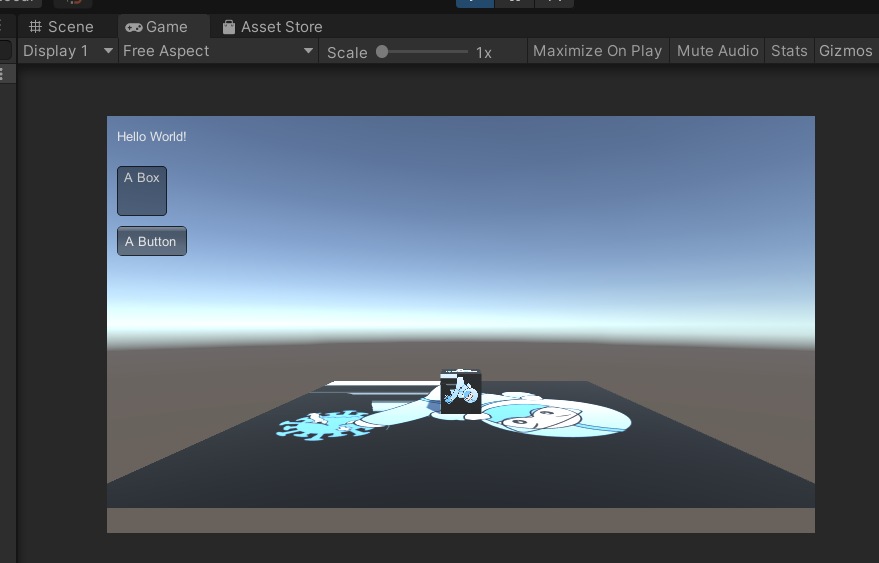 Scene Game Asset Store
Display 1 Free Aspect Scale 1x Maximize On Play Mute Audio Stats Gizmos
Hello World!
A Box
A Button